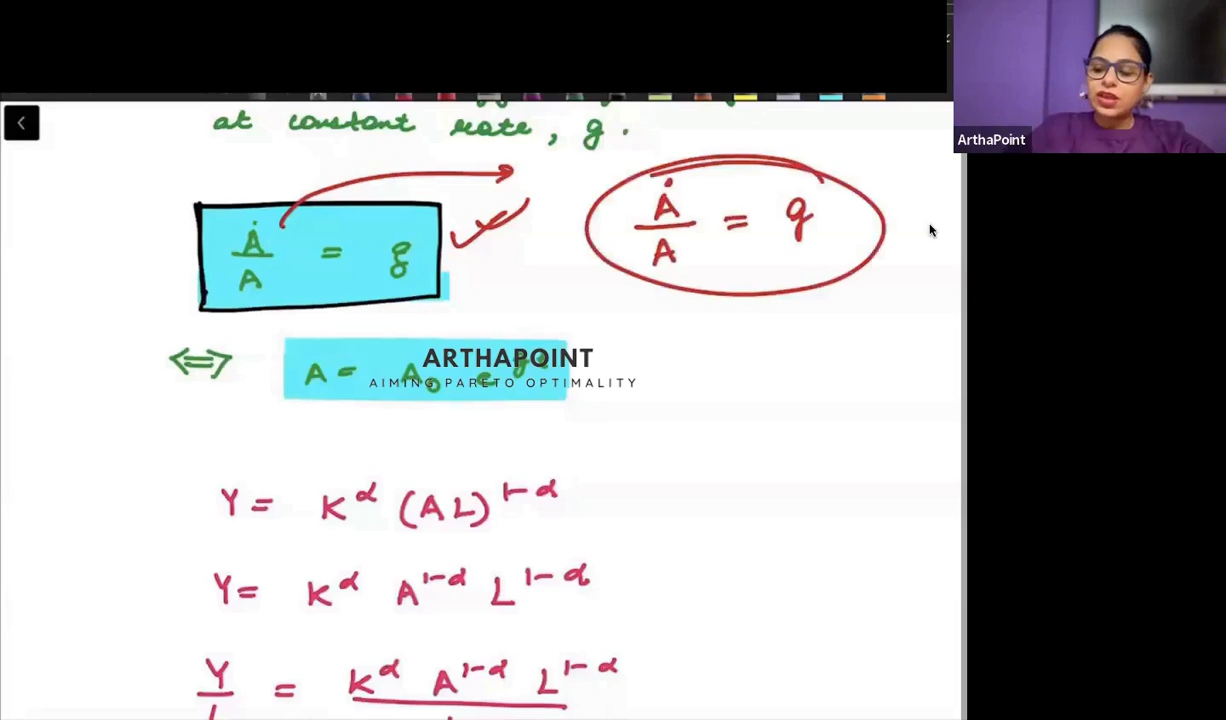 ArthaPoint
at constant rate, g.
Ȧ/A = g
Ȧ/A = g
⇔ A = A₀ e
ARTHAPOINT
AIMING PARETO OPTIMALITY
Y = K^α (AL)^1-α
Y = K^α A^1-α L^1-α
Y/L = K^α A^1-α L^1-α